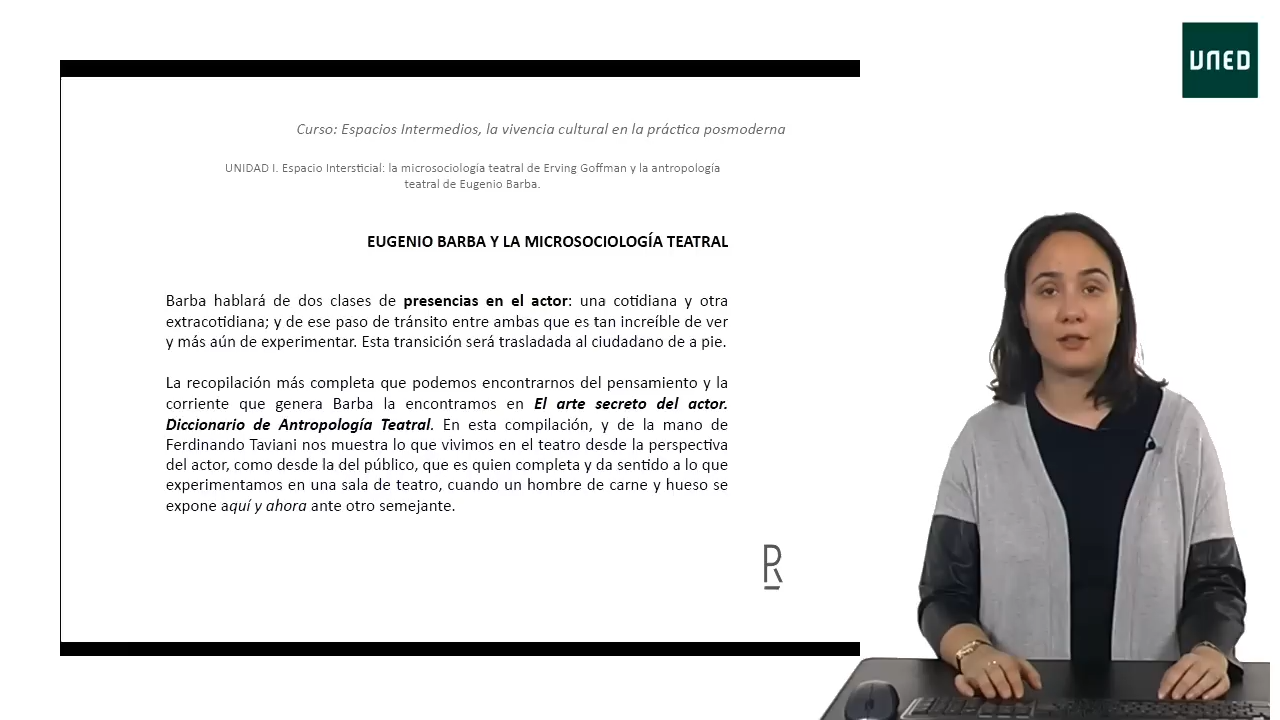 UNED
Curso: Espacios Intermedios, la vivencia cultural en la práctica posmoderna
UNIDAD I. Espacio Intersticial: la microsociología teatral de Erving Goffman y la antropología
teatral de Eugenio Barba.
EUGENIO BARBA Y LA MICROSOCIOLOGÍA TEATRAL
Barba hablará de dos clases de presencias en el actor: una cotidiana y otra
extracotidiana; y de ese paso de tránsito entre ambas que es tan increíble de ver
y más aún de experimentar. Esta transición será trasladada al ciudadano de a pie.
La recopilación más completa que podemos encontrarnos del pensamiento y la
corriente que genera Barba la encontramos en El arte secreto del actor.
Diccionario de Antropología Teatral. En esta compilación, y de la mano de
Ferdinando Taviani nos muestra lo que vivimos en el teatro desde la perspectiva
del actor, como desde la del público, que es quien completa y da sentido a lo que
experimentamos en una sala de teatro, cuando un hombre de carne y hueso se
expone aquí y ahora ante otro semejante.
R